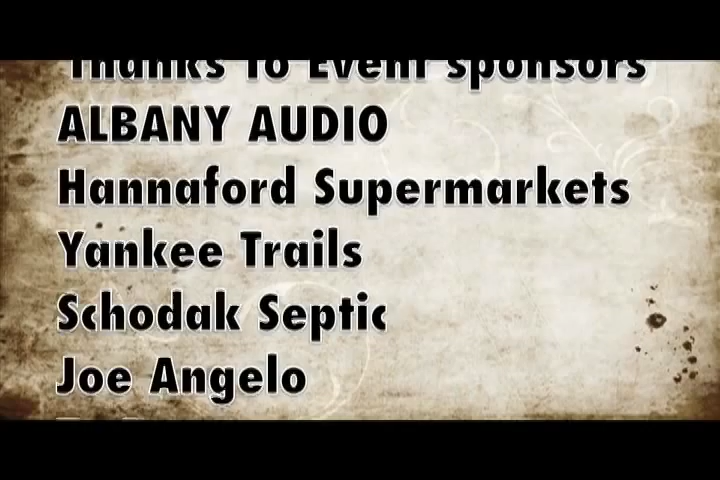 Thanks To Event sponsors
ALBANY AUDIO
Hannaford Supermarkets
Yankee Trails
Schodak Septic
Joe Angelo